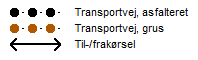 Transportvej, asfalteret
Transportvej, grus
Til-/frakørsel